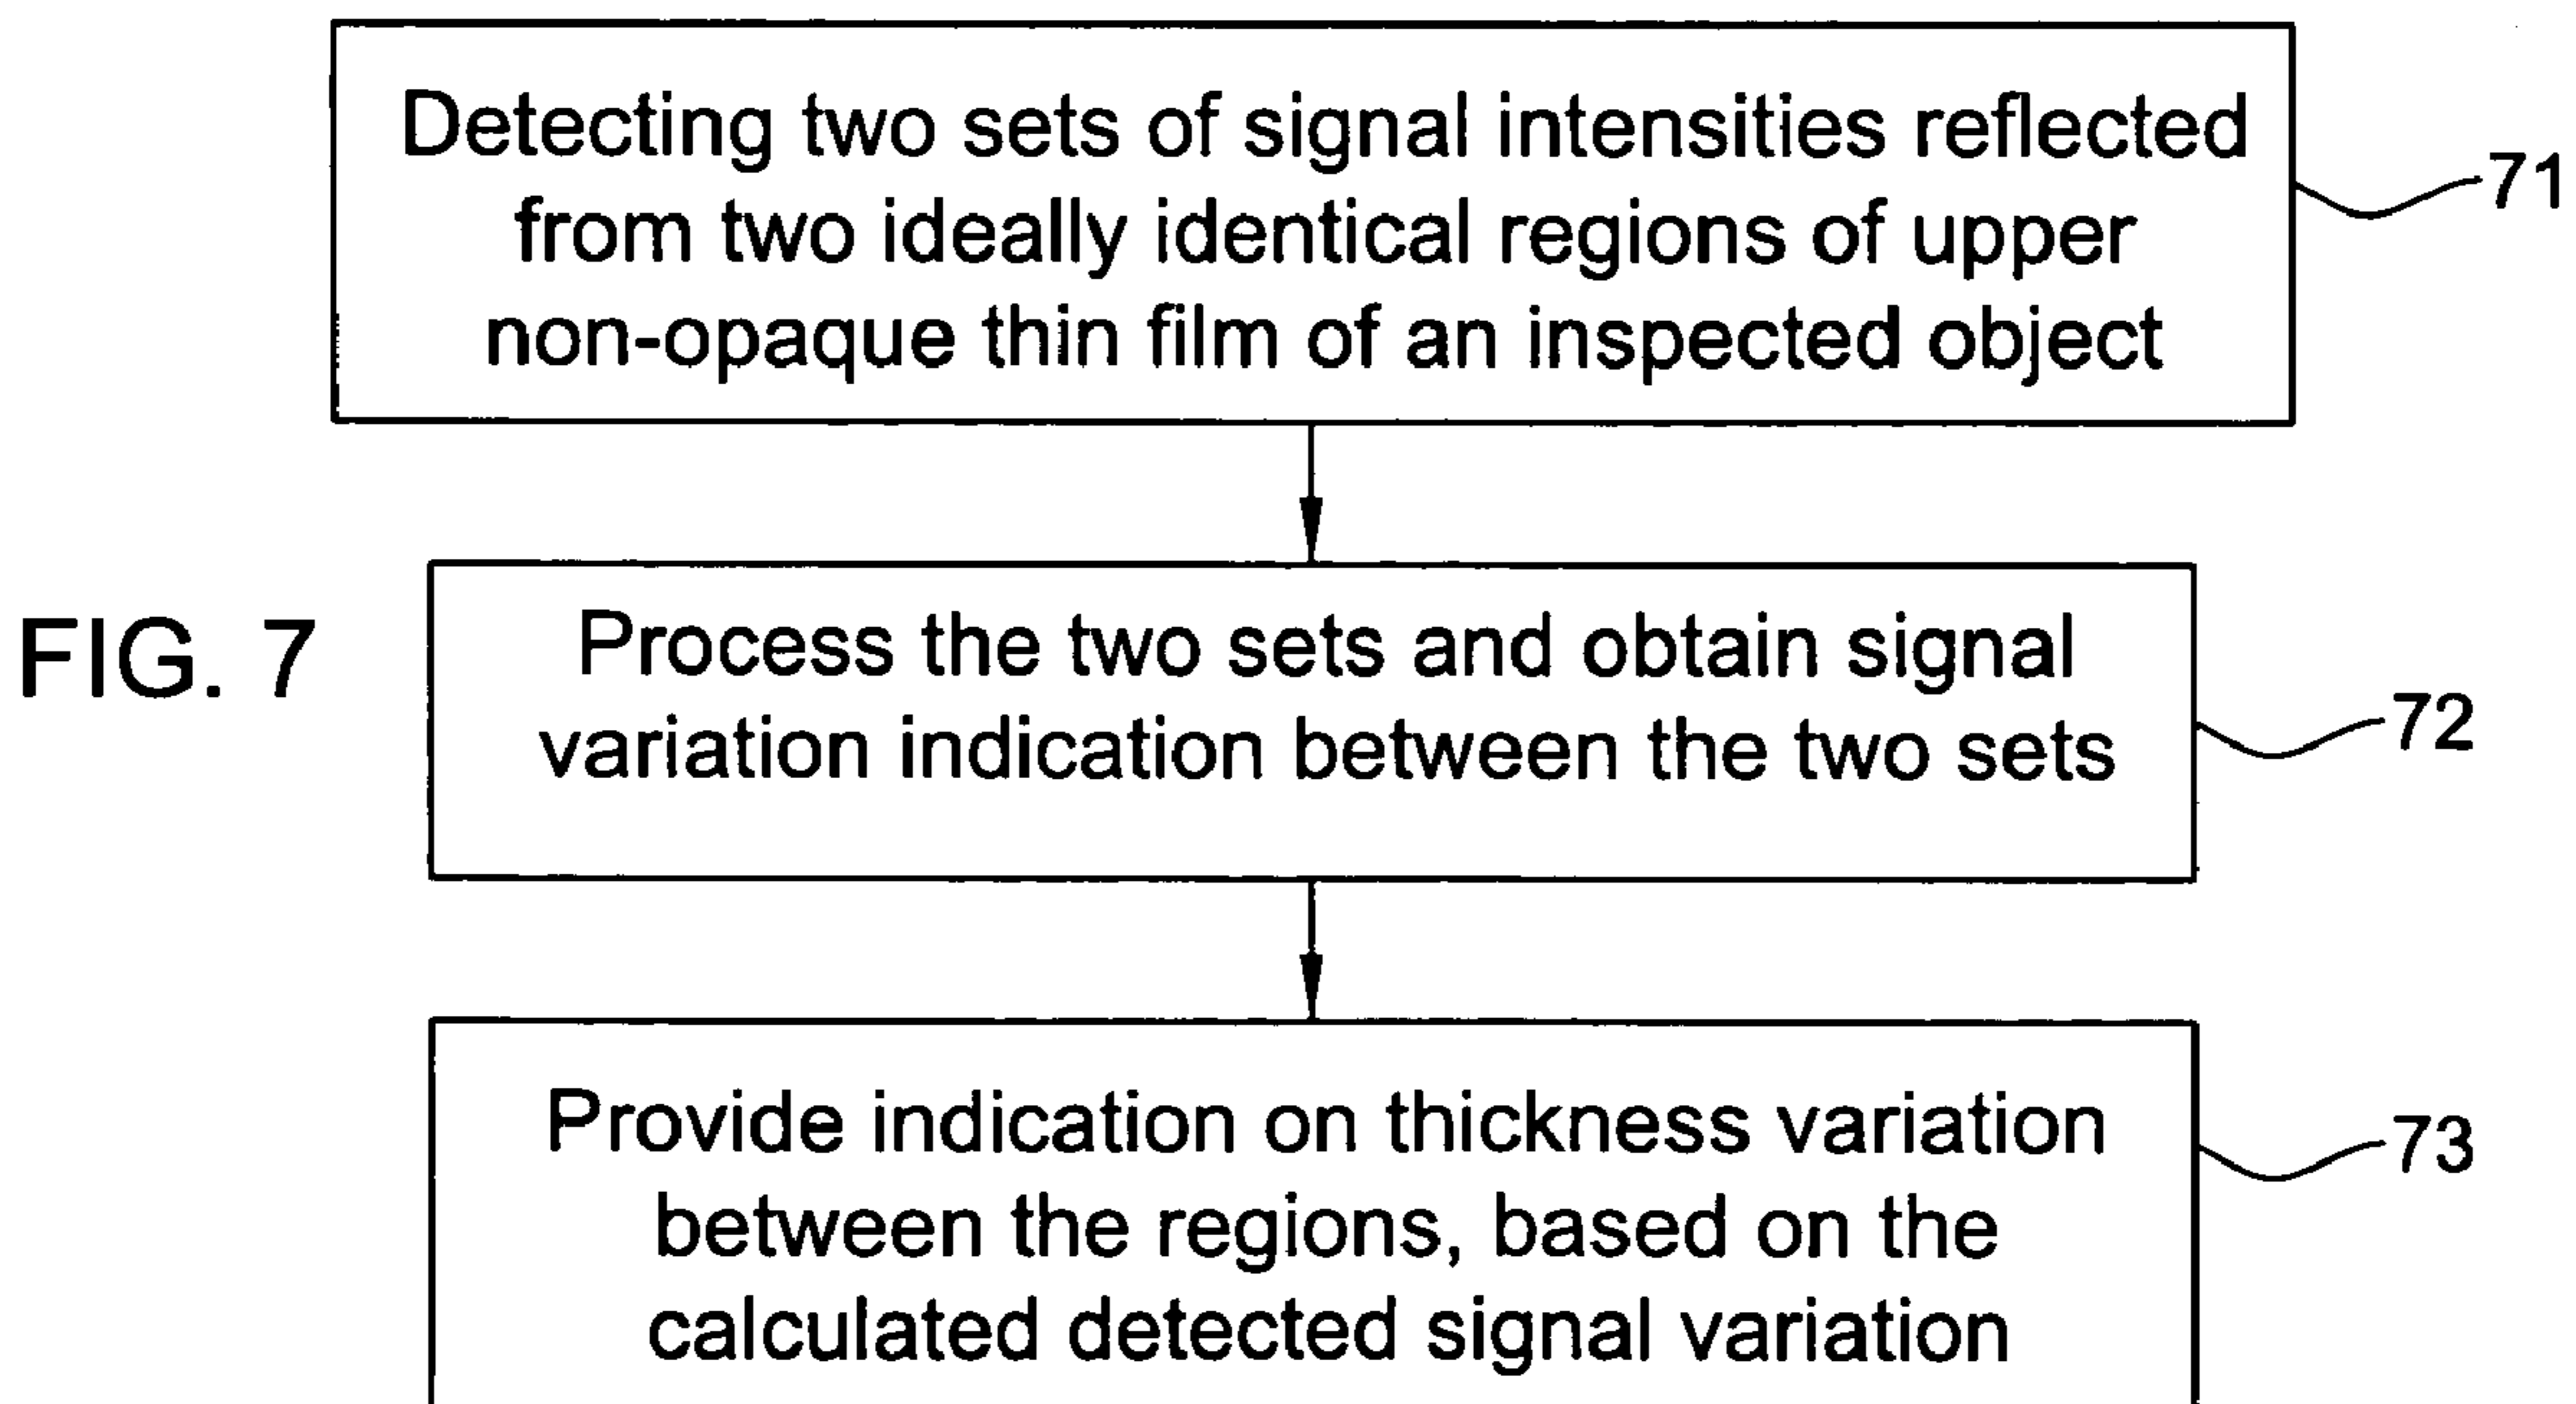 Detecting two sets of signal intensities reflected
from two ideally identical regions of upper
non-opaque thin film of an inspected object
71
FIG. 7
Process the two sets and obtain signal
variation indication between the two sets
72
Provide indication on thickness variation
between the regions, based on the
calculated detected signal variation
73